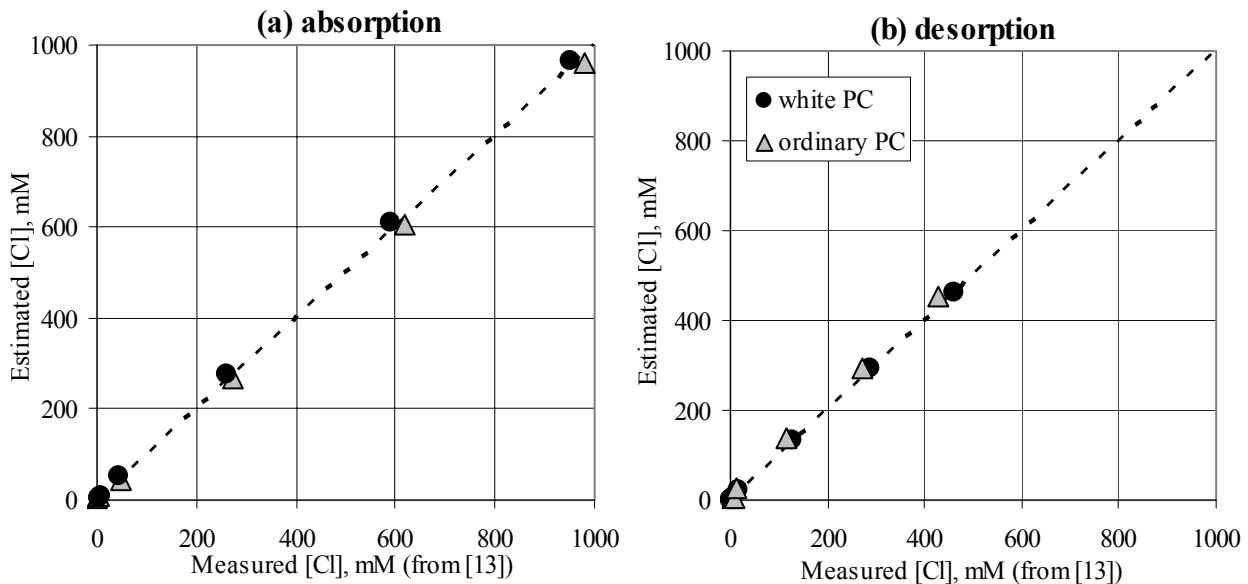 (a) absorption
1000
800
600
400
200
0
Estimated [Cl], mM
0 200 400 600 800 1000
Measured [Cl], mM (from [13])
(b) desorption
white PC
ordinary PC
1000
800
600
400
200
0
Estimated [Cl], mM
0 200 400 600 800 1000
Measured [Cl], mM (from [13])